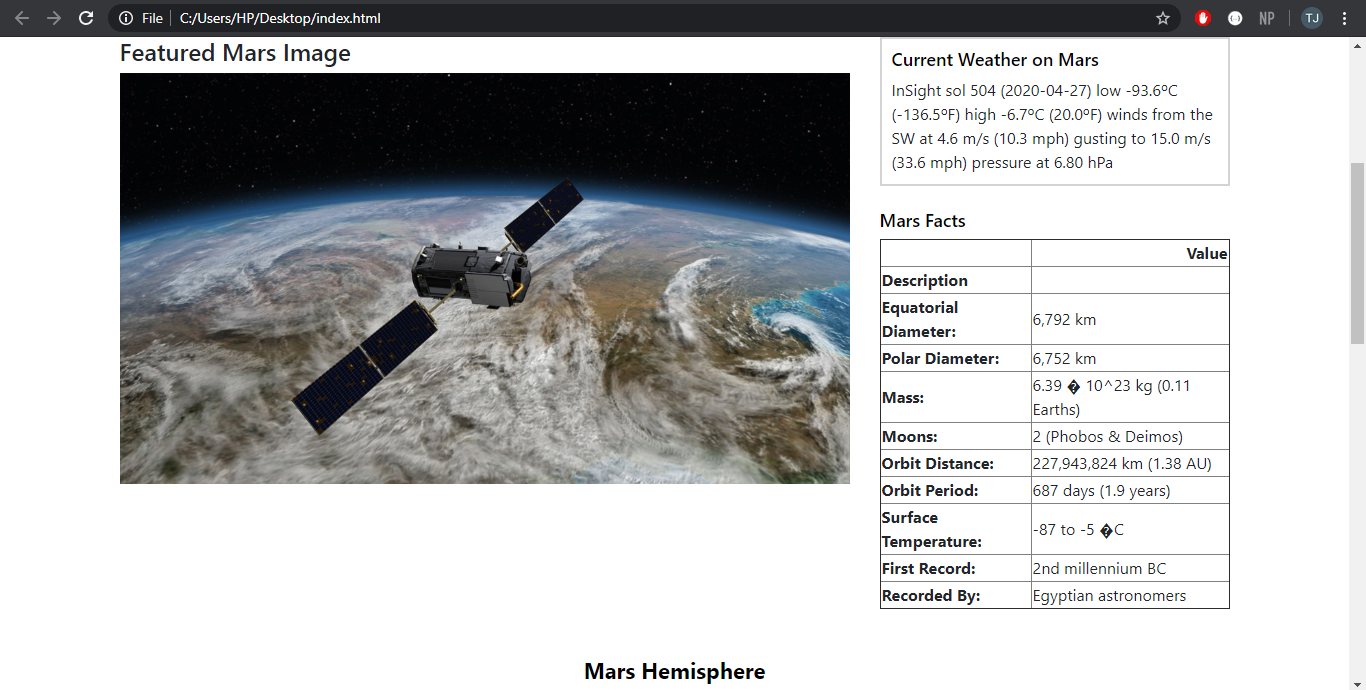 File C:/Users/HP/Desktop/index.html NP TJ
Featured Mars Image
Current Weather on Mars
InSight sol 504 (2020-04-27) low -93.6ºC
(-136.5ºF) high -6.7ºC (20.0ºF) winds from the
SW at 4.6 m/s (10.3 mph) gusting to 15.0 m/s
(33.6 mph) pressure at 6.80 hPa
Mars Facts
Value
Description
Equatorial
Diameter: 6,792 km
Polar Diameter: 6,752 km
Mass: 6.39 � 10^23 kg (0.11
Earths)
Moons: 2 (Phobos & Deimos)
Orbit Distance: 227,943,824 km (1.38 AU)
Orbit Period: 687 days (1.9 years)
Surface
Temperature: -87 to -5 �C
First Record: 2nd millennium BC
Recorded By: Egyptian astronomers
Mars Hemisphere